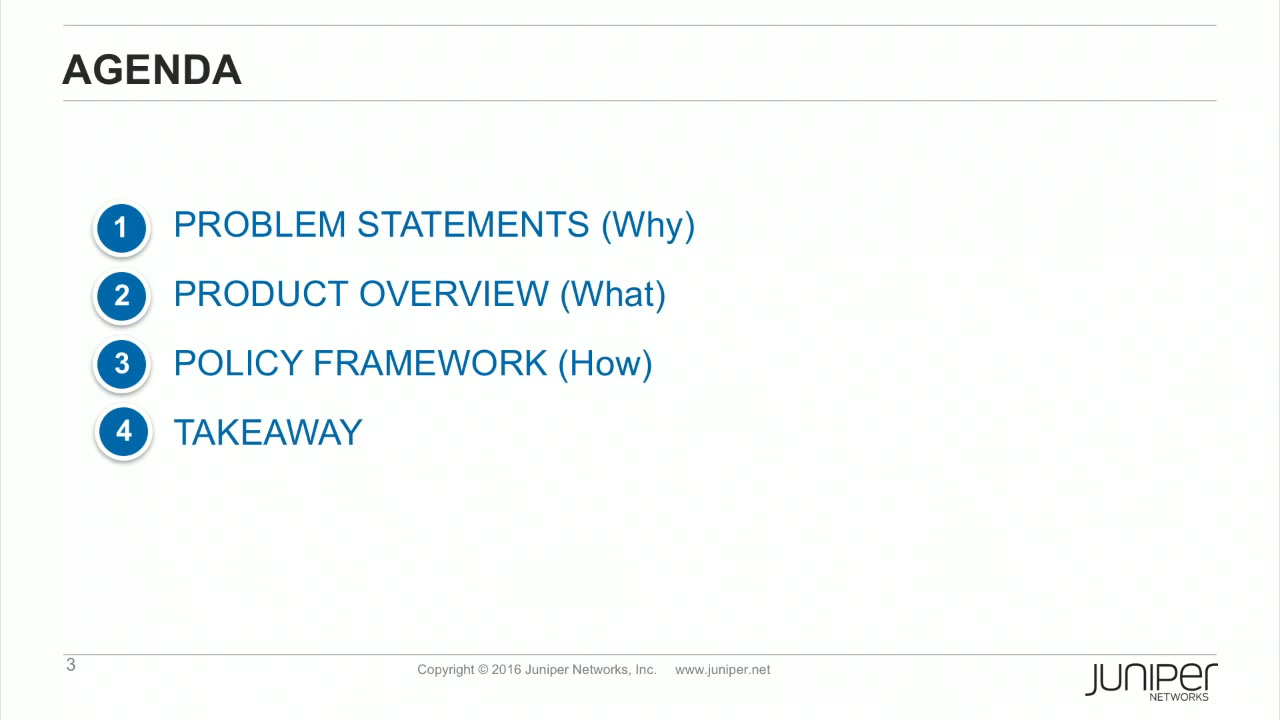 AGENDA
1 PROBLEM STATEMENTS (Why)
2 PRODUCT OVERVIEW (What)
3 POLICY FRAMEWORK (How)
4 TAKEAWAY
3 Copyright © 2016 Juniper Networks, Inc. www.juniper.net
JUNIPER
NETWORKS